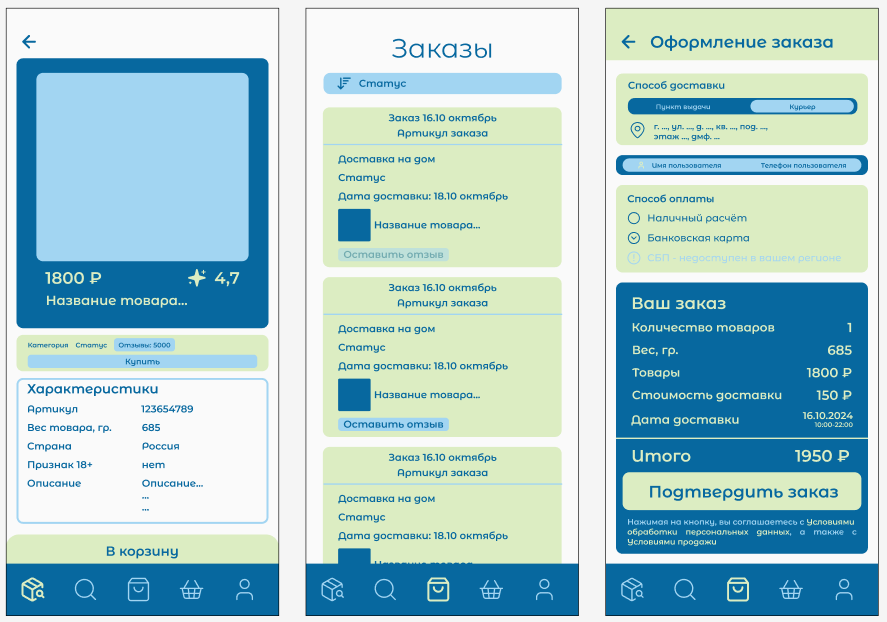 1800 ₽
4,7
Название товара...
Категория Статус Отзывы: 5000
Купить
Характеристики
Артикул 123654789
Вес товара, гр. 685
Страна Россия
Признак 18+ нет
Описание Описание...
...
...
В корзину
Заказы
Статус
Заказ 16.10 октябрь
Артикул заказа
Доставка на дом
Статус
Дата доставки: 18.10 октябрь
Название товара...
Оставить отзыв
Заказ 16.10 октябрь
Артикул заказа
Доставка на дом
Статус
Дата доставки: 18.10 октябрь
Название товара...
Оставить отзыв
Заказ 16.10 октябрь
Артикул заказа
Доставка на дом
Статус
Дата доставки: 18.10 октябрь
Название товара...
Оформление заказа
Способ доставки
Пункт выдачи Курьер
г. ..., ул. ..., д. ..., кв. ..., под. ...,
этаж ..., дмф. ...
Имя пользователя Телефон пользователя
Способ оплаты
Наличный расчёт
Банковская карта
СБП - недоступен в вашем регионе
Ваш заказ
Количество товаров 1
Вес, гр. 685
Товары 1800 ₽
Стоимость доставки 150 ₽
Дата доставки 16.10.2024
10:00-22:00
Итого 1950 ₽
Подтвердить заказ
Нажимая на кнопку, вы соглашаетесь с Условиями
обработки персональных данных, а также с
Условиями продажи